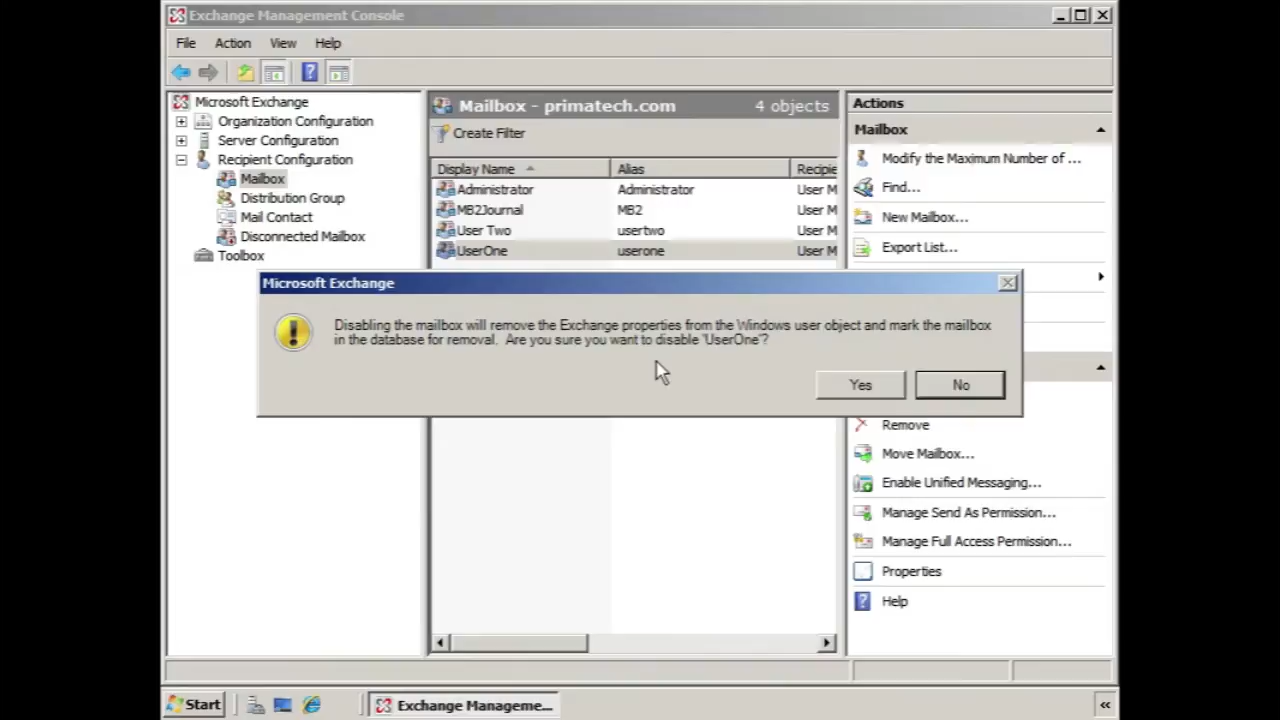 Exchange Management Console
File Action View Help
Microsoft Exchange
Organization Configuration
Server Configuration
Recipient Configuration
Mailbox
Distribution Group
Mail Contact
Disconnected Mailbox
Toolbox
Mailbox - primatech.com 4 objects
Create Filter
Display Name Alias Recipie
Administrator Administrator User M
MB2Journal MB2 User M
User Two usertwo User M
UserOne userone User M
Actions
Mailbox
Modify the Maximum Number of ...
Find...
New Mailbox...
Export List...
Microsoft Exchange
Disabling the mailbox will remove the Exchange properties from the Windows user object and mark the mailbox
in the database for removal. Are you sure you want to disable 'UserOne'?
Yes No
Remove
Move Mailbox...
Enable Unified Messaging...
Manage Send As Permission...
Manage Full Access Permission...
Properties
Help
Start Exchange Manageme...